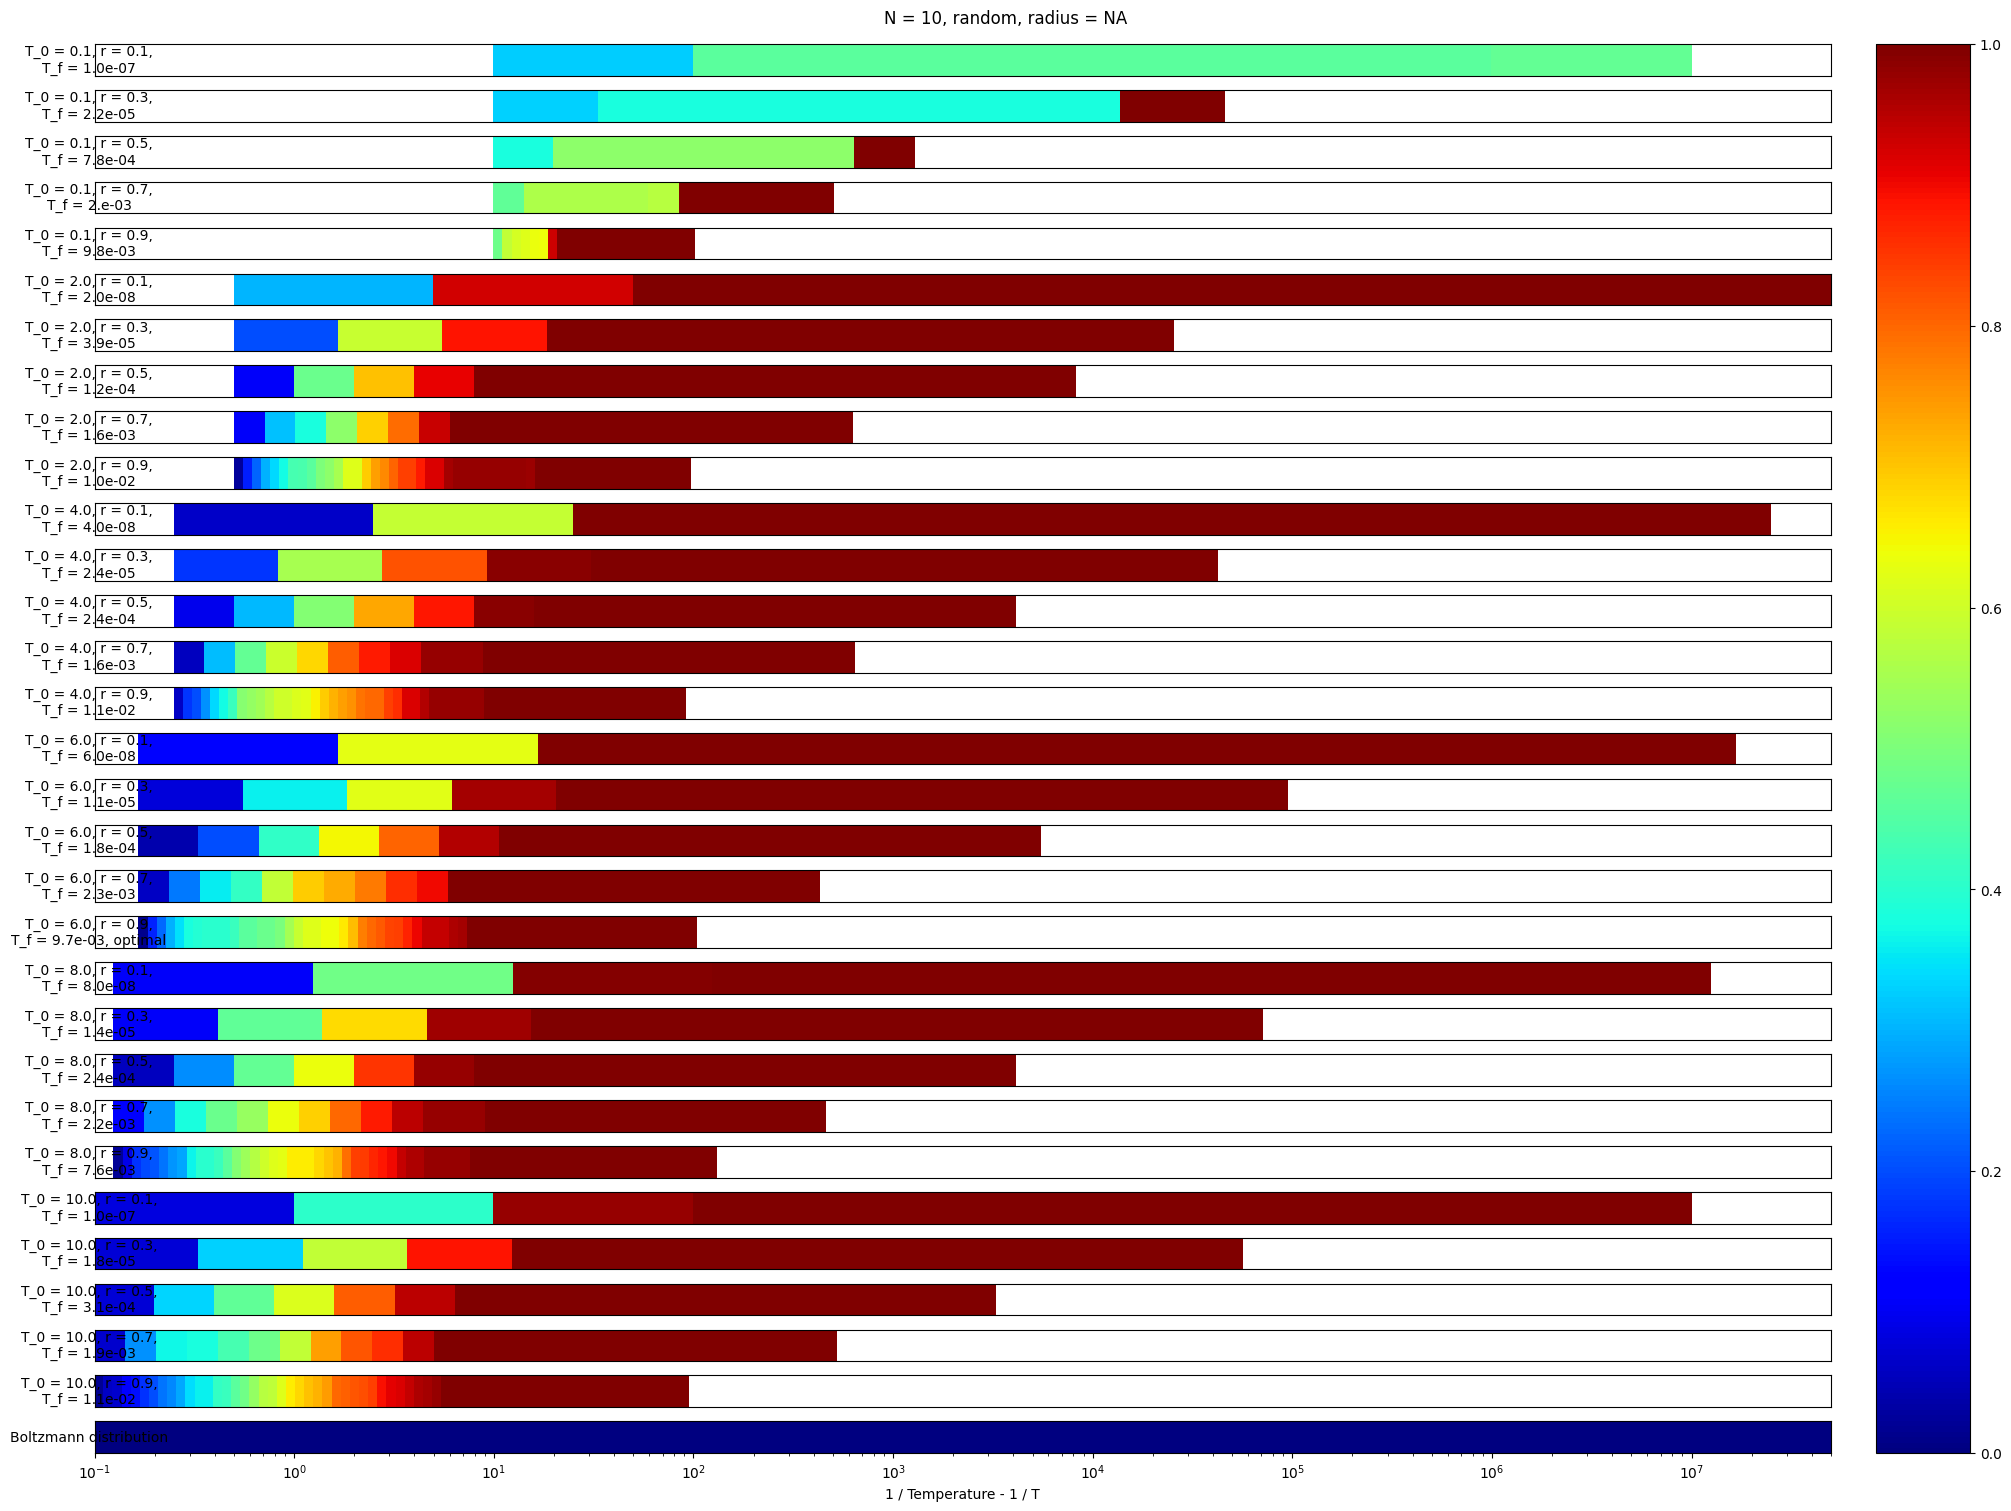 N = 10, random, radius = NA
T_0 = 0.1, r = 0.1,
T_f = 1.0e-07
T_0 = 0.1, r = 0.3,
T_f = 2.2e-05
T_0 = 0.1, r = 0.5,
T_f = 7.8e-04
T_0 = 0.1, r = 0.7,
T_f = 2.e-03
T_0 = 0.1, r = 0.9,
T_f = 9.8e-03
T_0 = 2.0, r = 0.1,
T_f = 2.0e-08
T_0 = 2.0, r = 0.3,
T_f = 3.9e-05
T_0 = 2.0, r = 0.5,
T_f = 1.2e-04
T_0 = 2.0, r = 0.7,
T_f = 1.6e-03
T_0 = 2.0, r = 0.9,
T_f = 1.0e-02
T_0 = 4.0, r = 0.1,
T_f = 4.0e-08
T_0 = 4.0, r = 0.3,
T_f = 2.4e-05
T_0 = 4.0, r = 0.5,
T_f = 2.4e-04
T_0 = 4.0, r = 0.7,
T_f = 1.6e-03
T_0 = 4.0, r = 0.9,
T_f = 1.1e-02
T_0 = 6.0, r = 0.1,
T_f = 6.0e-08
T_0 = 6.0, r = 0.3,
T_f = 1.1e-05
T_0 = 6.0, r = 0.5,
T_f = 1.8e-04
T_0 = 6.0, r = 0.7,
T_f = 2.3e-03
T_0 = 6.0, r = 0.9,
T_f = 9.7e-03, optimal
T_0 = 8.0, r = 0.1,
T_f = 8.0e-08
T_0 = 8.0, r = 0.3,
T_f = 1.4e-05
T_0 = 8.0, r = 0.5,
T_f = 2.4e-04
T_0 = 8.0, r = 0.7,
T_f = 2.2e-03
T_0 = 8.0, r = 0.9,
T_f = 7.6e-03
T_0 = 10.0, r = 0.1,
T_f = 1.0e-07
T_0 = 10.0, r = 0.3,
T_f = 1.8e-05
T_0 = 10.0, r = 0.5,
T_f = 3.1e-04
T_0 = 10.0, r = 0.7,
T_f = 1.9e-03
T_0 = 10.0, r = 0.9,
T_f = 1.1e-02
Boltzmann distribution
10⁻¹ 10⁰ 10¹ 10² 10³ 10⁴ 10⁵ 10⁶ 10⁷
1 / Temperature - 1 / T
1.0
0.8
0.6
0.4
0.2
0.0